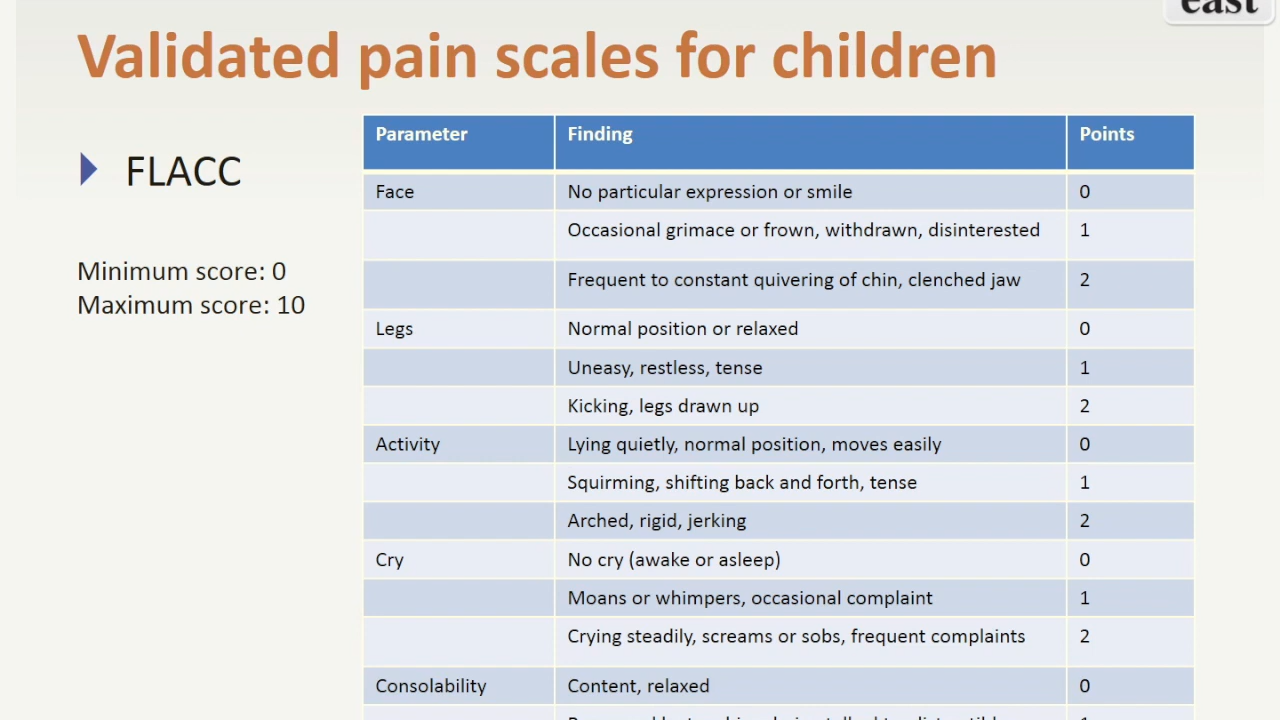 east
Validated pain scales for children
FLACC
Minimum score: 0
Maximum score: 10
Parameter Finding Points
Face No particular expression or smile 0
Occasional grimace or frown, withdrawn, disinterested 1
Frequent to constant quivering of chin, clenched jaw 2
Legs Normal position or relaxed 0
Uneasy, restless, tense 1
Kicking, legs drawn up 2
Activity Lying quietly, normal position, moves easily 0
Squirming, shifting back and forth, tense 1
Arched, rigid, jerking 2
Cry No cry (awake or asleep) 0
Moans or whimpers, occasional complaint 1
Crying steadily, screams or sobs, frequent complaints 2
Consolability Content, relaxed 0